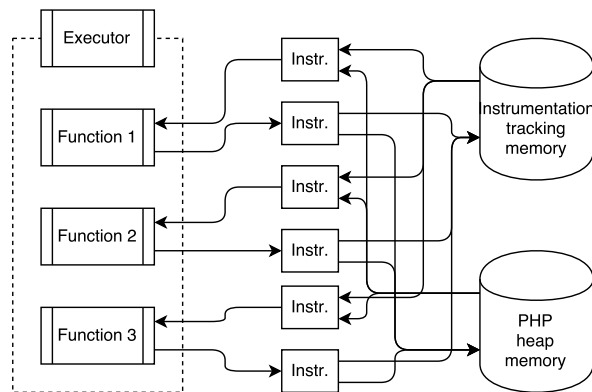 Executor
Instr.
Instrumentation
tracking
memory
Function 1
Instr.
Instr.
Function 2
Instr.
Instr.
PHP
heap
memory
Function 3
Instr.